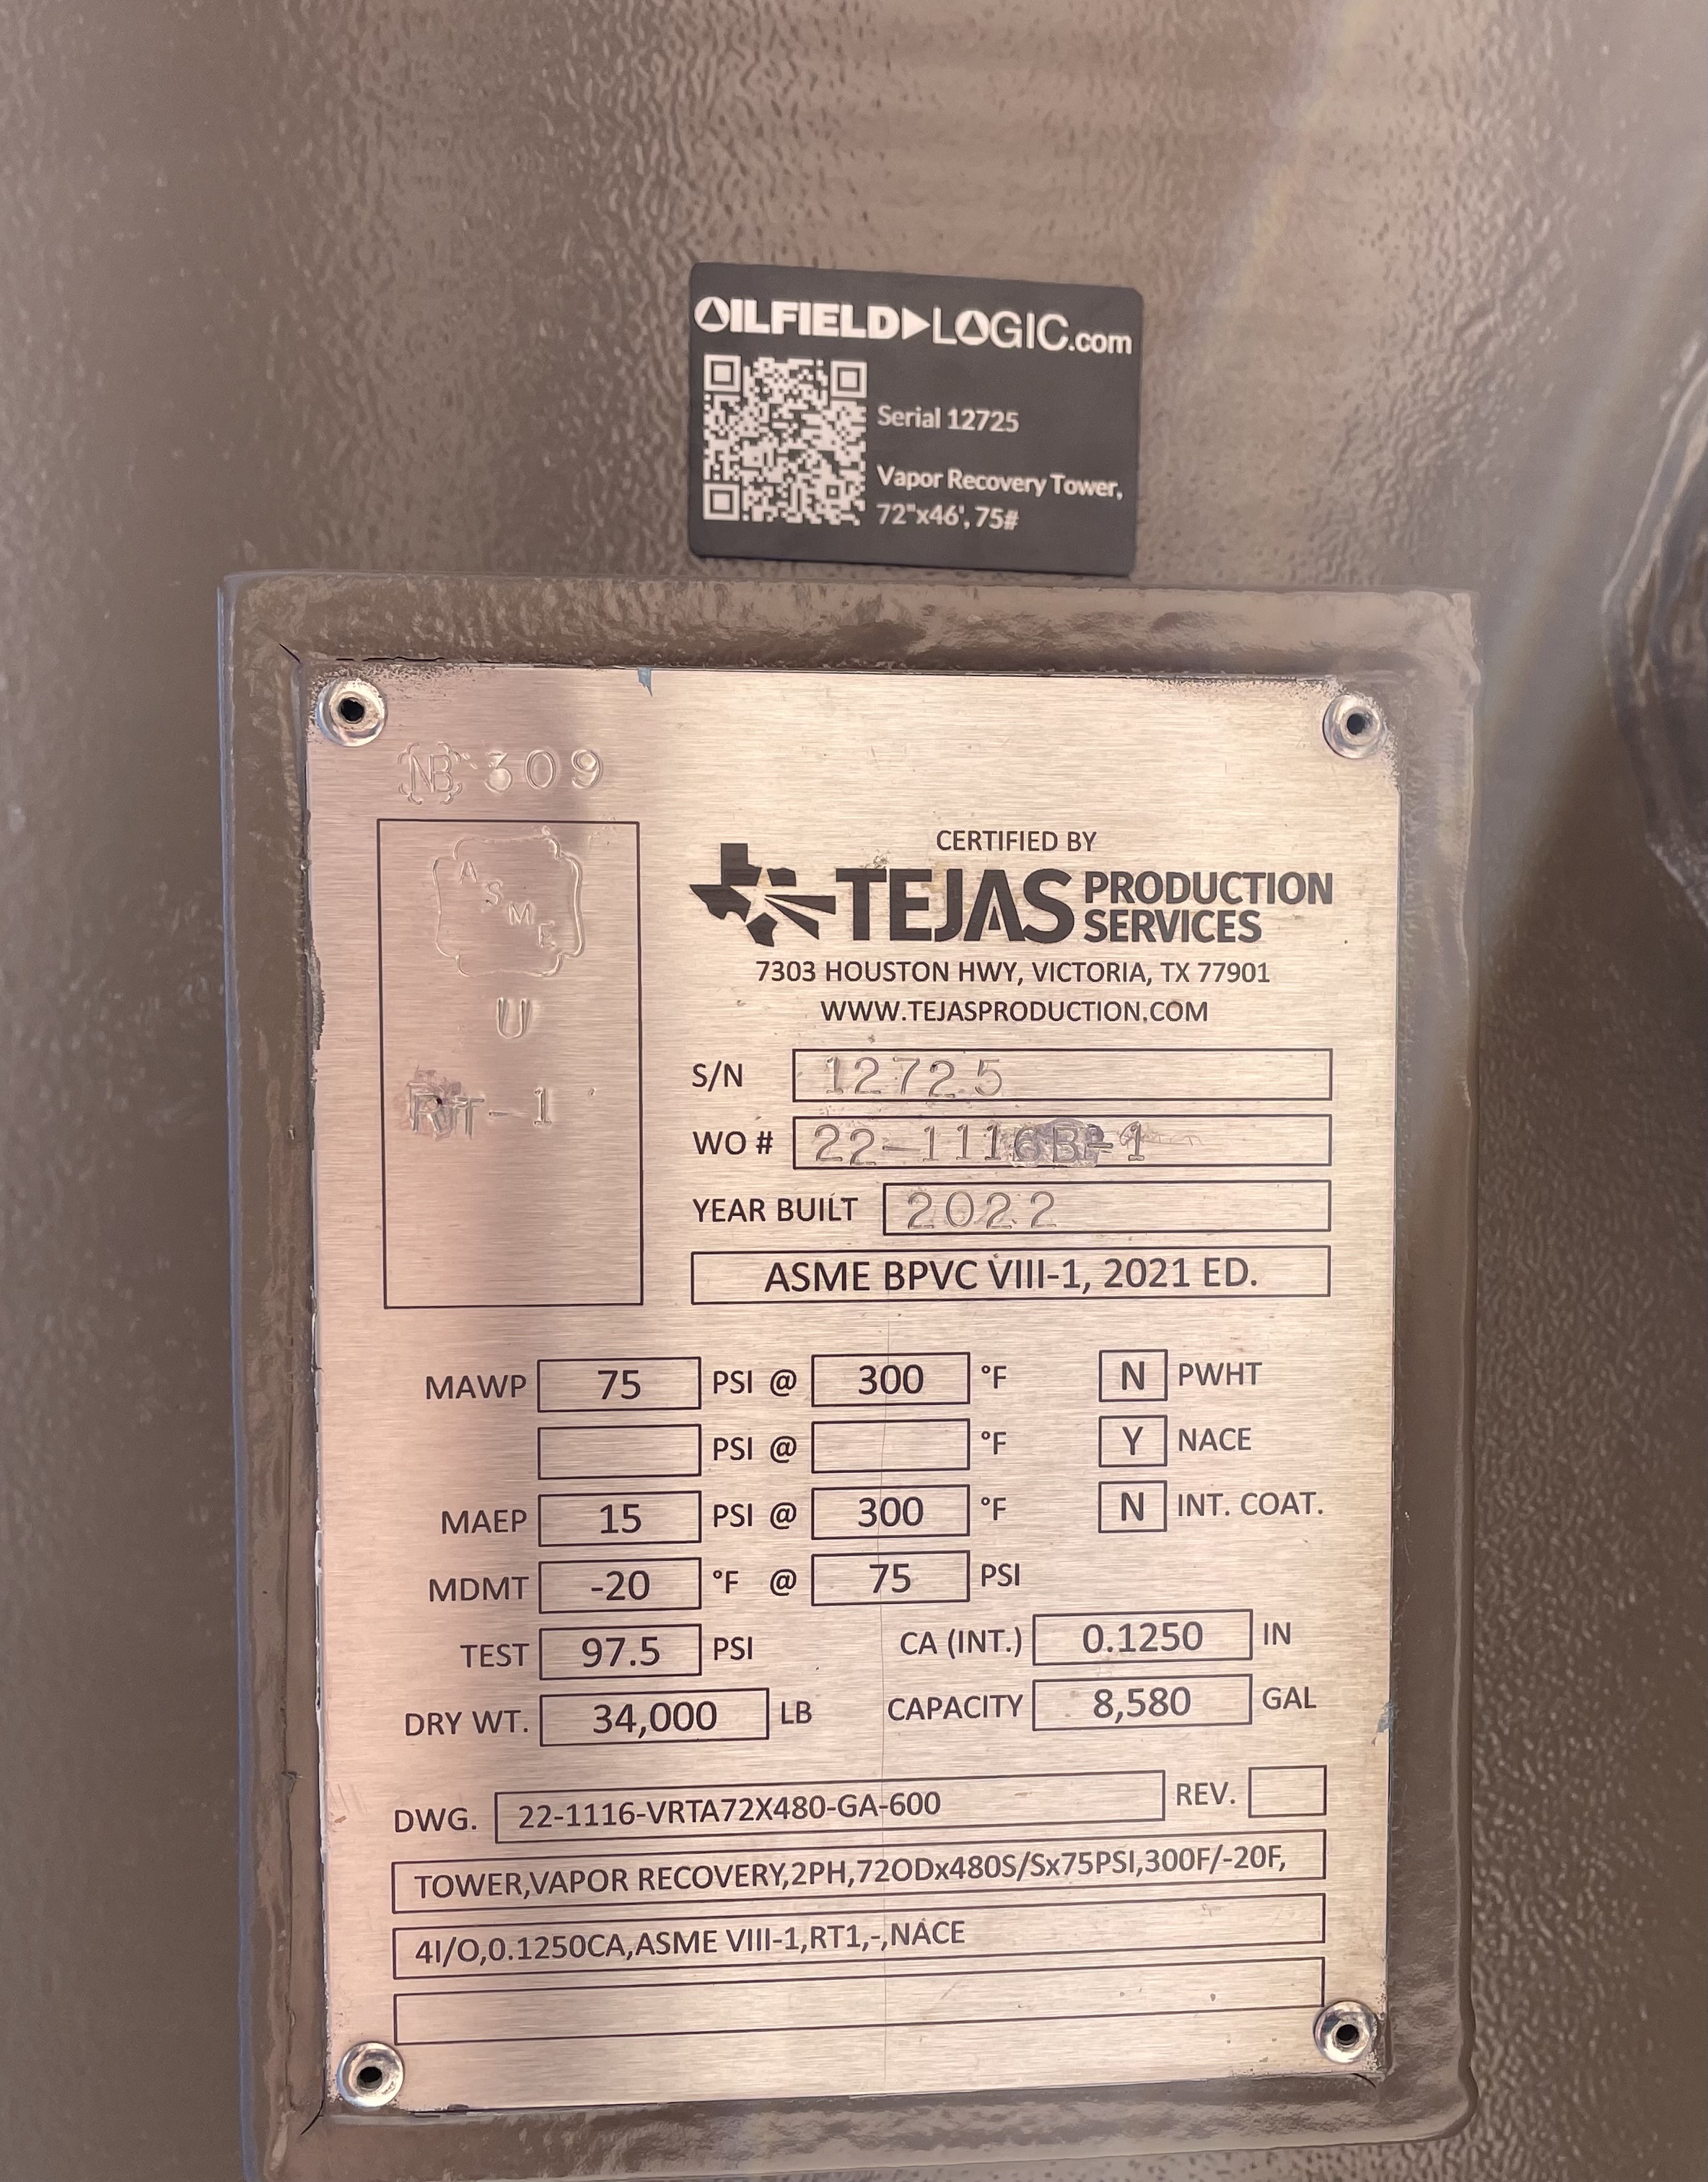 OILFIELD LOGIC.com
Serial 12725
Vapor Recovery Tower,
72"x46', 75#
NB 309
ASME
U
RT-1
CERTIFIED BY
TEJAS PRODUCTION SERVICES
7303 HOUSTON HWY, VICTORIA, TX 77901
WWW.TEJASPRODUCTION.COM
S/N 12725
WO # 22-1116B-1
YEAR BUILT 2022
ASME BPVC VIII-1, 2021 ED.
MAWP 75 PSI @ 300 °F N PWHT
PSI @ °F Y NACE
MAEP 15 PSI @ 300 °F N INT. COAT.
MDMT -20 °F @ 75 PSI
TEST 97.5 PSI CA (INT.) 0.1250 IN
DRY WT. 34,000 LB CAPACITY 8,580 GAL
DWG. 22-1116-VRTA72X480-GA-600 REV.
TOWER,VAPOR RECOVERY,2PH,72ODx480S/Sx75PSI,300F/-20F,
4I/O,0.1250CA,ASME VIII-1,RT1,-,NACE